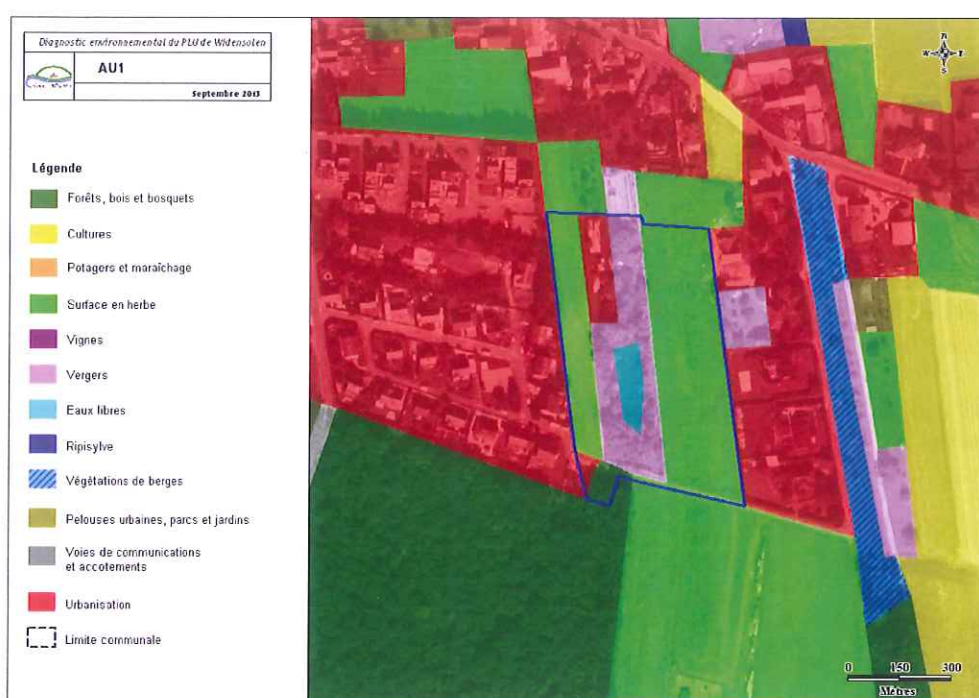 Diagnostic environnemental du PLU de Widensolen
AU1
Septembre 2013
Légende
Forêts, bois et bosquets
Cultures
Potagers et maraîchage
Surface en herbe
Vignes
Vergers
Eaux libres
Ripisylve
Végétations de berges
Pelouses urbaines, parcs et jardins
Voies de communications
et accotements
Urbanisation
Limite communale
N
W E
S
0 150 300
Mètres